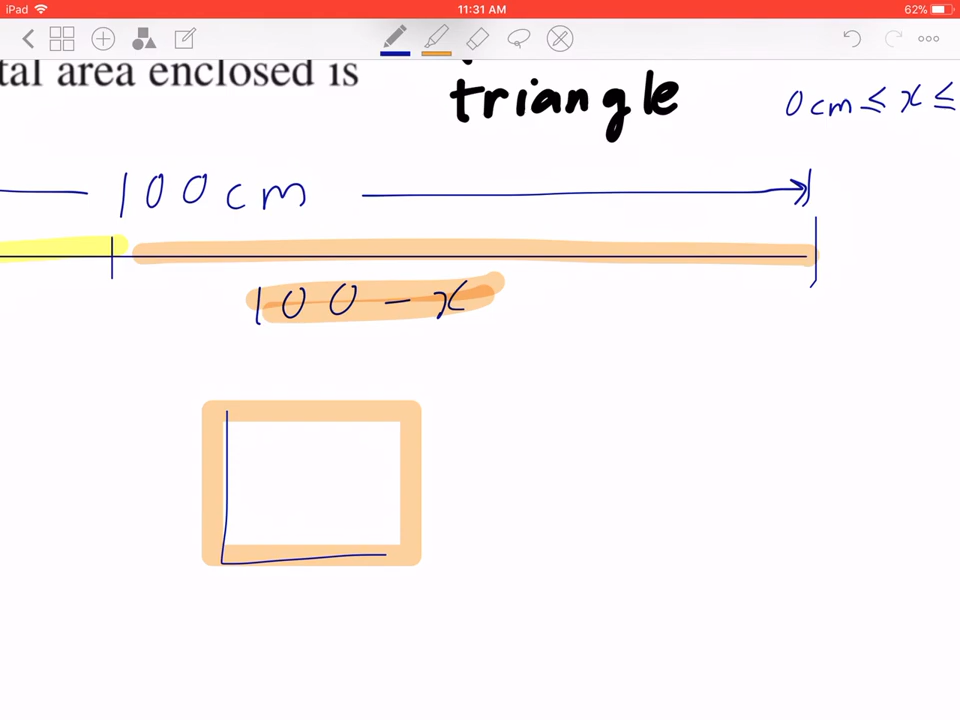 iPad 11:31 AM 62%
tal area enclosed is
triangle
0cm ≤ x ≤
100cm
100 - x